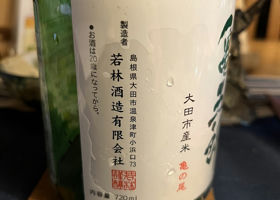 大田市産米 亀の尾
製造者
島根県大田市温泉津町小浜口73
若林酒造有限会社
●お酒は20歳になってから。
内容量 720ml